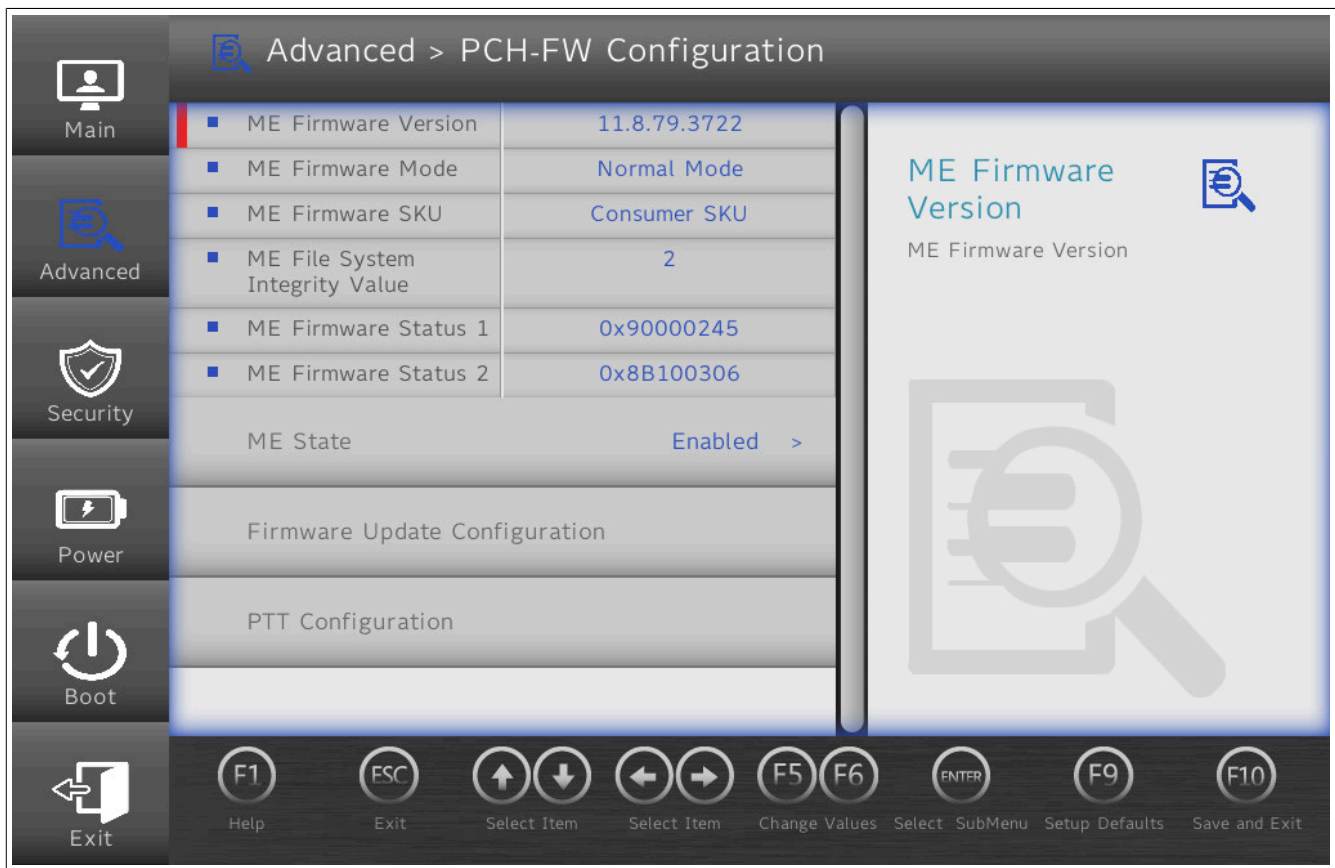 Advanced > PCH-FW Configuration
Main
Advanced
Security
Power
Boot
Exit
ME Firmware Version 11.8.79.3722
ME Firmware Mode Normal Mode
ME Firmware SKU Consumer SKU
ME File System 2
Integrity Value
ME Firmware Status 1 0x90000245
ME Firmware Status 2 0x8B100306
ME State Enabled >
Firmware Update Configuration
PTT Configuration
ME Firmware
Version
ME Firmware Version
F1 ESC F5 F6 ENTER F9 F10
Help Exit Select Item Select Item Change Values Select SubMenu Setup Defaults Save and Exit